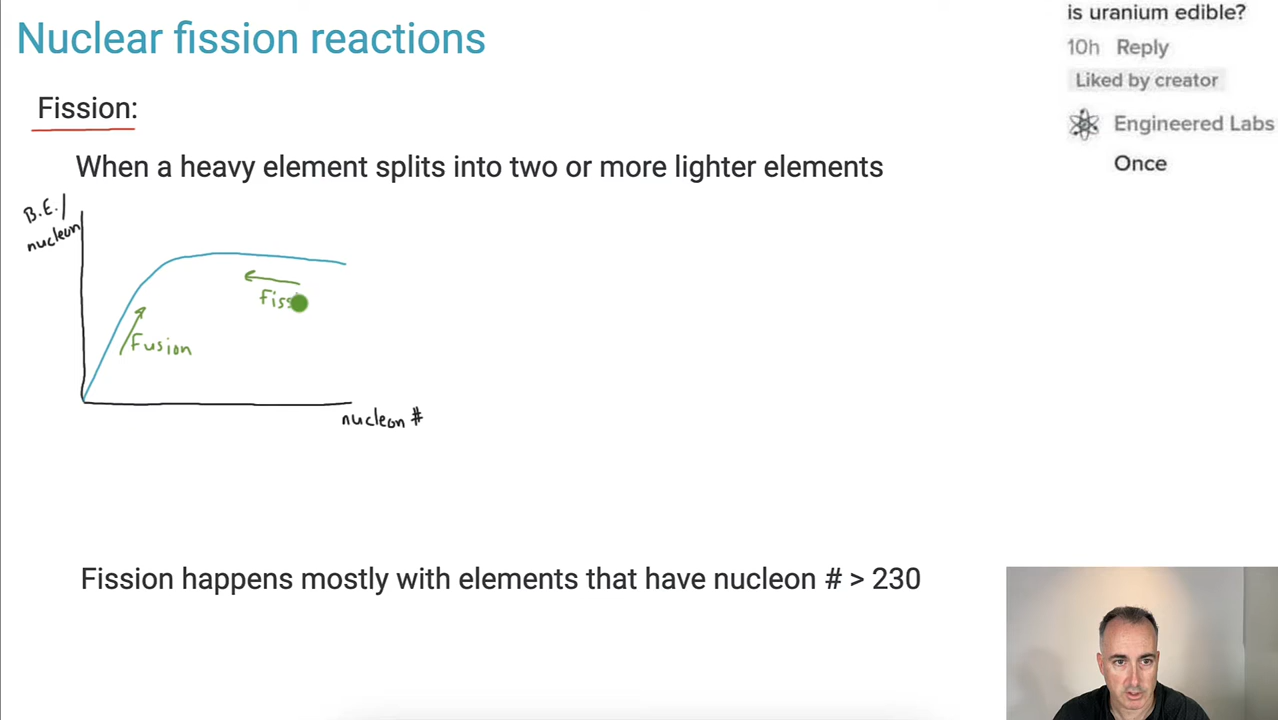 Nuclear fission reactions
Fission:
When a heavy element splits into two or more lighter elements
B.E./
nucleon
Fiss
Fusion
nucleon #
Fission happens mostly with elements that have nucleon # > 230
is uranium edible?
10h Reply
Liked by creator
Engineered Labs
Once